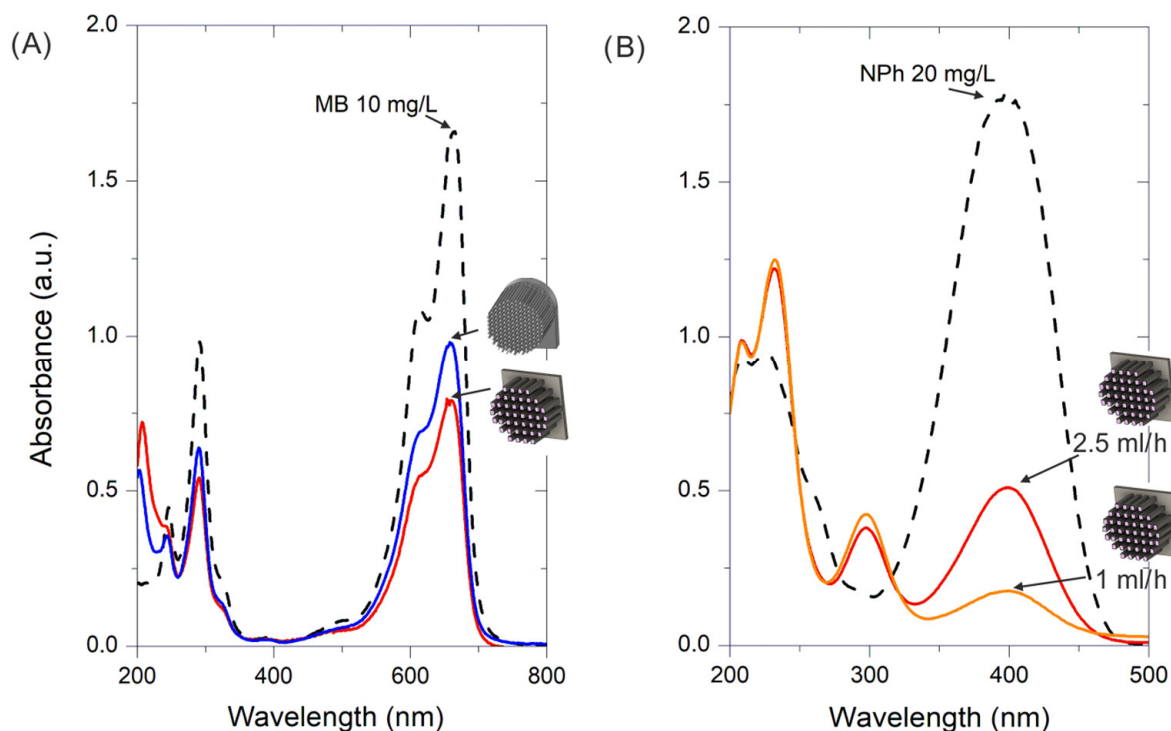 (A)
2.0
1.5
1.0
0.5
0.0
Absorbance (a.u.)
MB 10 mg/L
200
400
600
800
Wavelength (nm)
(B)
2.0
1.5
1.0
0.5
0.0
NPh 20 mg/L
2.5 ml/h
1 ml/h
200
300
400
500
Wavelength (nm)